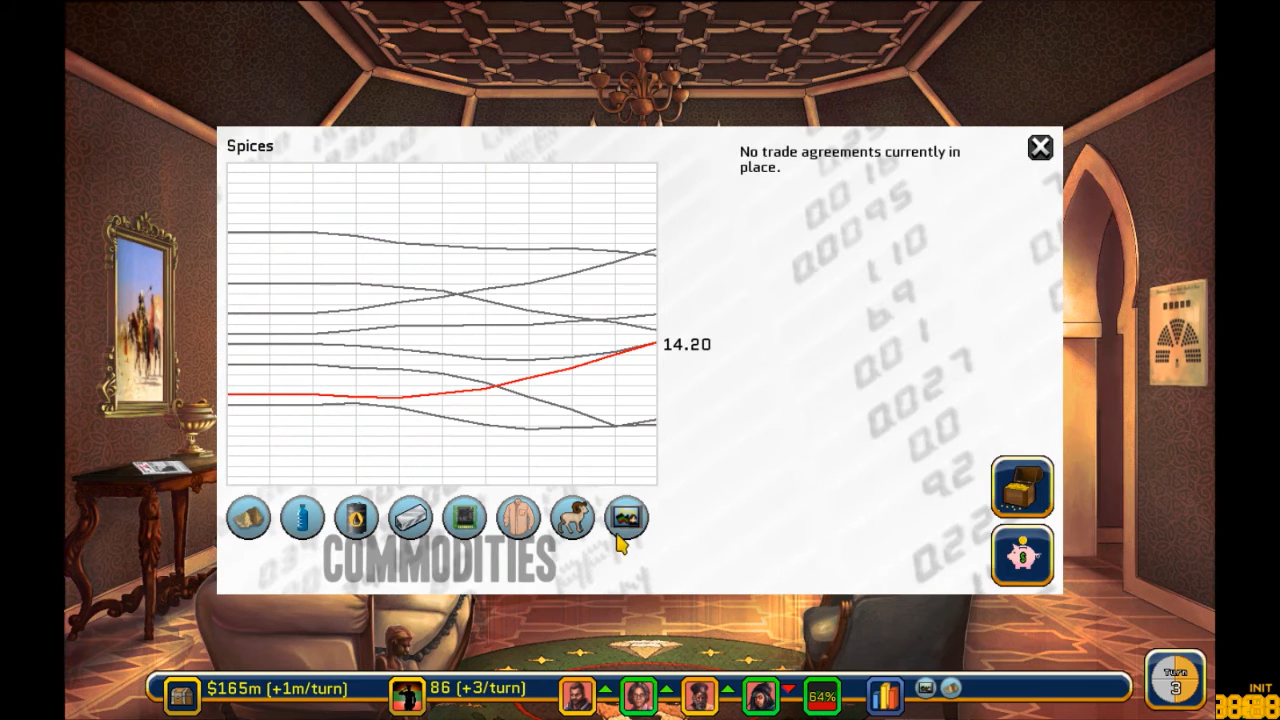 Spices
No trade agreements currently in
place.
14.20
COMMODITIES
$165m (+1m/turn)
86 (+3/turn)
64%
Turn
3
INIT